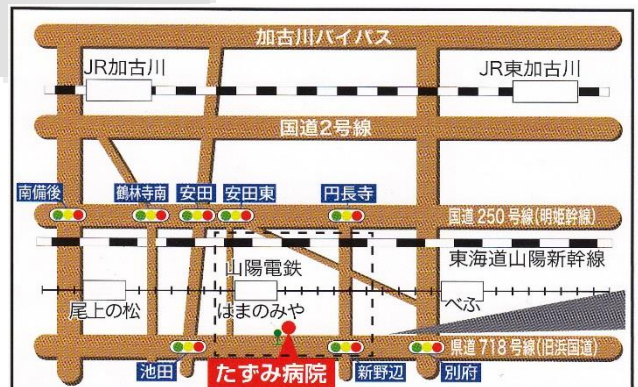 加古川バイパス
JR加古川
JR東加古川
国道2号線
南備後
鶴林寺南
安田
安田東
円長寺
国道250号線(明姫幹線)
山陽電鉄
東海道山陽新幹線
尾上の松
はまのみや
べふ
県道718号線(旧浜国道)
池田
たずみ病院
新野辺
別府